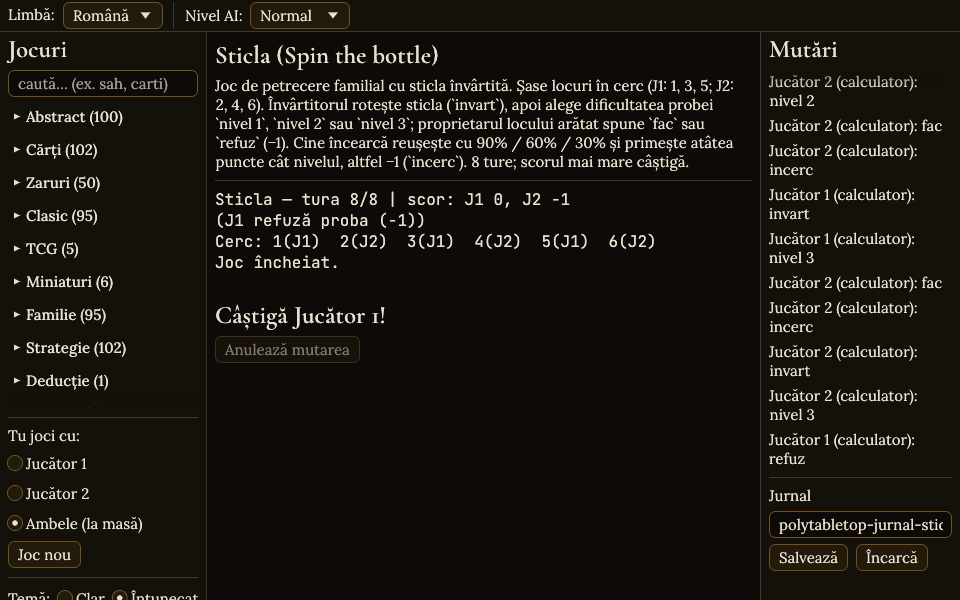 Limbă: Română ▼ Nivel AI: Normal ▼
Jocuri
caută... (ex. sah, carti)
▸ Abstract (100)
▸ Cărți (102)
▸ Zaruri (50)
▸ Clasic (95)
▸ TCG (5)
▸ Miniaturi (6)
▸ Familie (95)
▸ Strategie (102)
▸ Deducție (1)
Tu joci cu:
Jucător 1
Jucător 2
Ambele (la masă)
Joc nou
Temă: Clar Întunecat
Sticla (Spin the bottle)
Joc de petrecere familial cu sticla învârtită. Șase locuri în cerc (J1: 1, 3, 5; J2:
2, 4, 6). Învârtitorul rotește sticla (`invart`), apoi alege dificultatea probei
`nivel 1`, `nivel 2` sau `nivel 3`; proprietarul locului arătat spune `fac` sau
`refuz` (−1). Cine încearcă reușește cu 90% / 60% / 30% și primește atâtea
puncte cât nivelul, altfel −1 (`incerc`). 8 ture; scorul mai mare câștigă.
Sticla — tura 8/8 | scor: J1 0, J2 -1
(J1 refuză proba (-1))
Cerc: 1(J1)  2(J2)  3(J1)  4(J2)  5(J1)  6(J2)
Joc încheiat.
Câștigă Jucător 1!
Anulează mutarea
Mutări
Jucător 2 (calculator):
nivel 2
Jucător 2 (calculator): fac
Jucător 2 (calculator):
incerc
Jucător 1 (calculator):
invart
Jucător 1 (calculator):
nivel 3
Jucător 2 (calculator): fac
Jucător 2 (calculator):
incerc
Jucător 2 (calculator):
invart
Jucător 2 (calculator):
nivel 3
Jucător 1 (calculator):
refuz
Jurnal
polytabletop-jurnal-stic
Salvează Încarcă